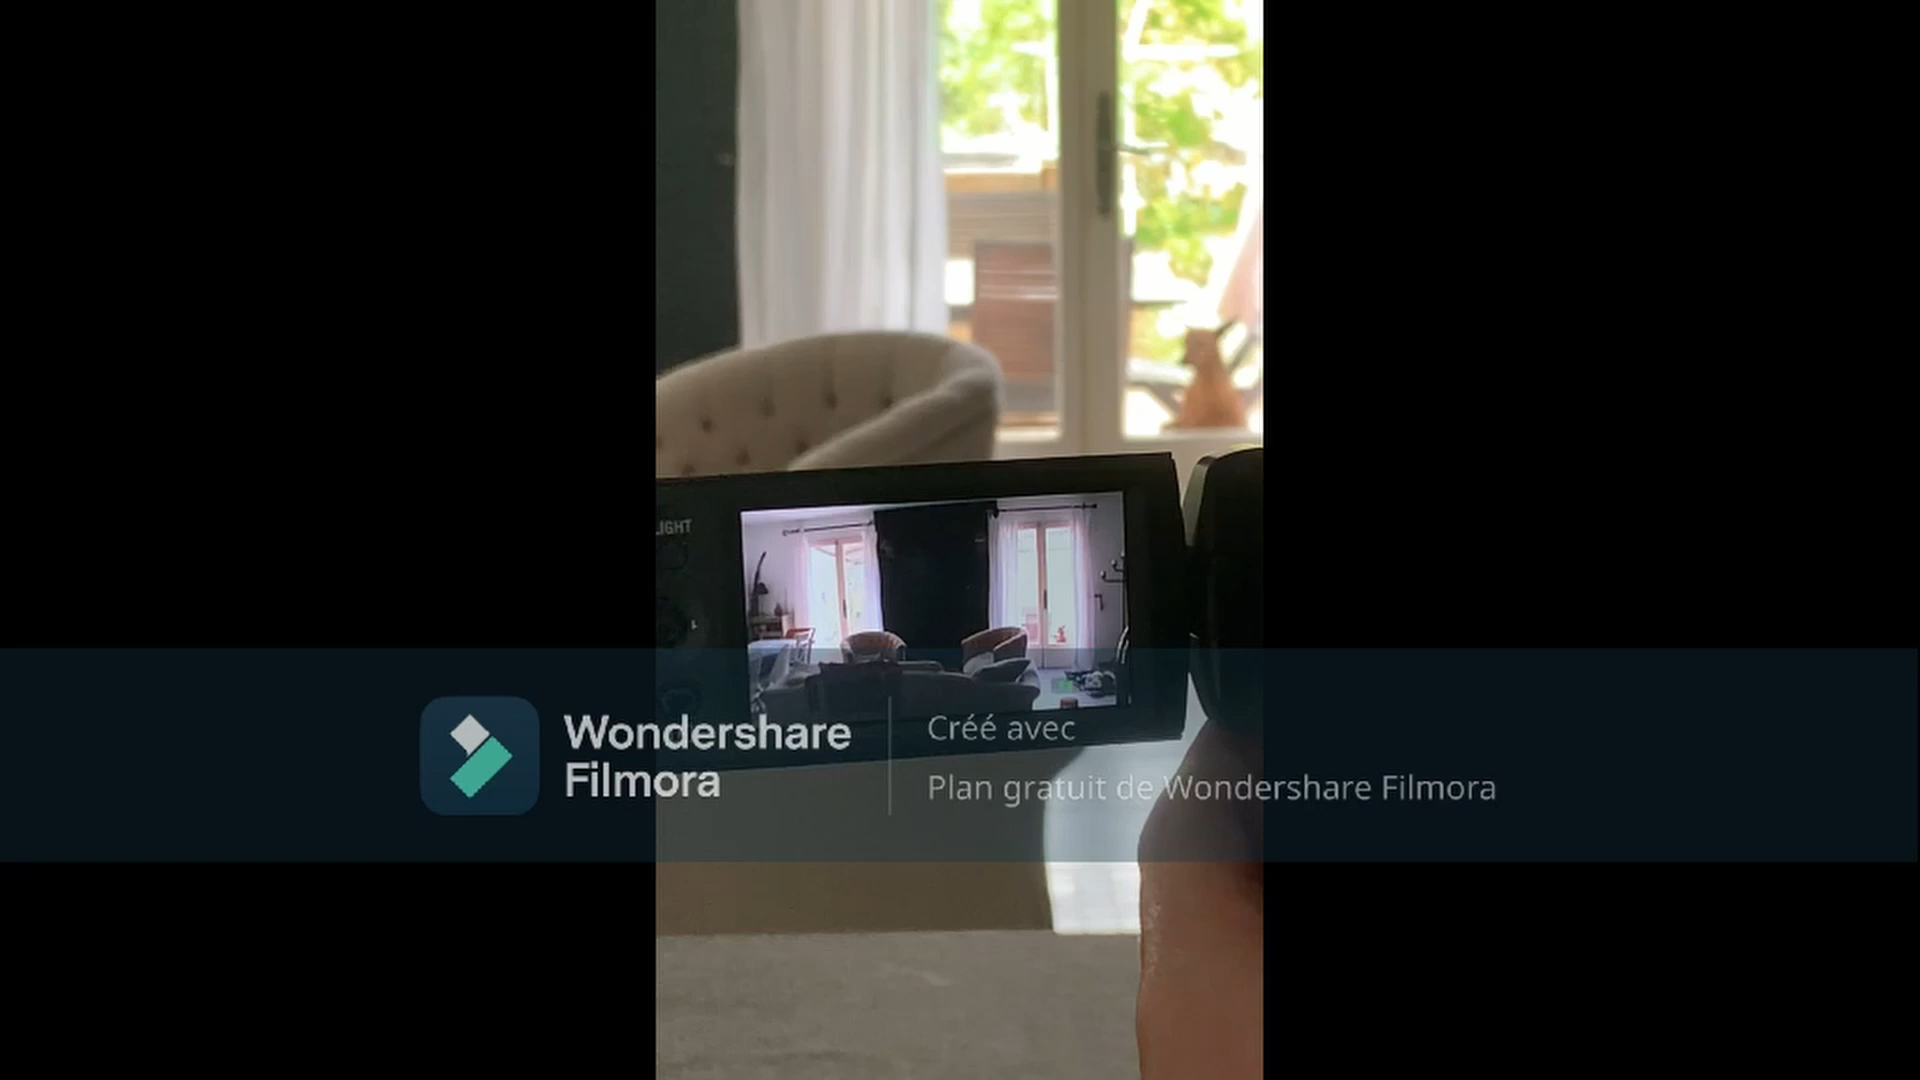 LIGHT
Wondershare
Filmora
Créé avec
Plan gratuit de Wondershare Filmora